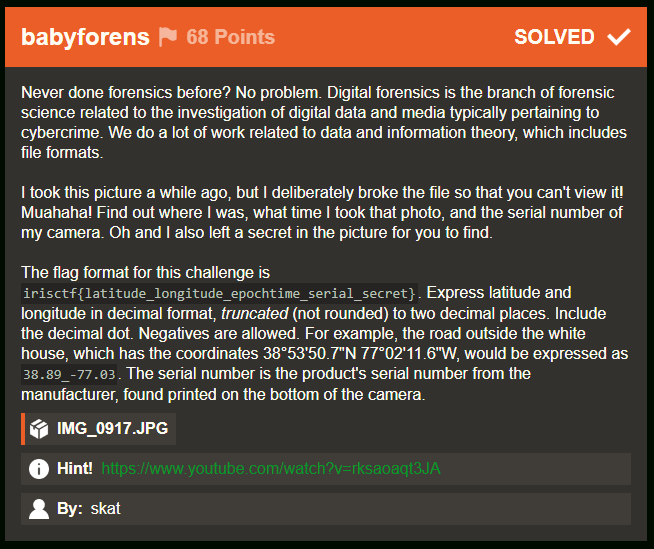 babyforens 68 Points SOLVED
Never done forensics before? No problem. Digital forensics is the branch of forensic
science related to the investigation of digital data and media typically pertaining to
cybercrime. We do a lot of work related to data and information theory, which includes
file formats.
I took this picture a while ago, but I deliberately broke the file so that you can't view it!
Muahaha! Find out where I was, what time I took that photo, and the serial number of
my camera. Oh and I also left a secret in the picture for you to find.
The flag format for this challenge is
irisctf{latitude_longitude_epochtime_serial_secret}. Express latitude and
longitude in decimal format, truncated (not rounded) to two decimal places. Include
the decimal dot. Negatives are allowed. For example, the road outside the white
house, which has the coordinates 38°53'50.7"N 77°02'11.6"W, would be expressed as
38.89_-77.03. The serial number is the product's serial number from the
manufacturer, found printed on the bottom of the camera.
IMG_0917.JPG
Hint! https://www.youtube.com/watch?v=rksaoaqt3JA
By: skat